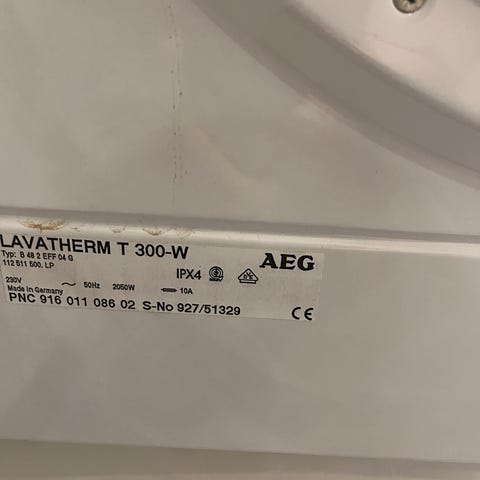 LAVATHERM T 300-W
AEG
Typ: B 48 2 EFF 04 G
112 511 500. LP
IPX4
230V ~ 50Hz 2050W 10A
Made in Germany
PNC 916 011 086 02 S-No 927/51329
CE